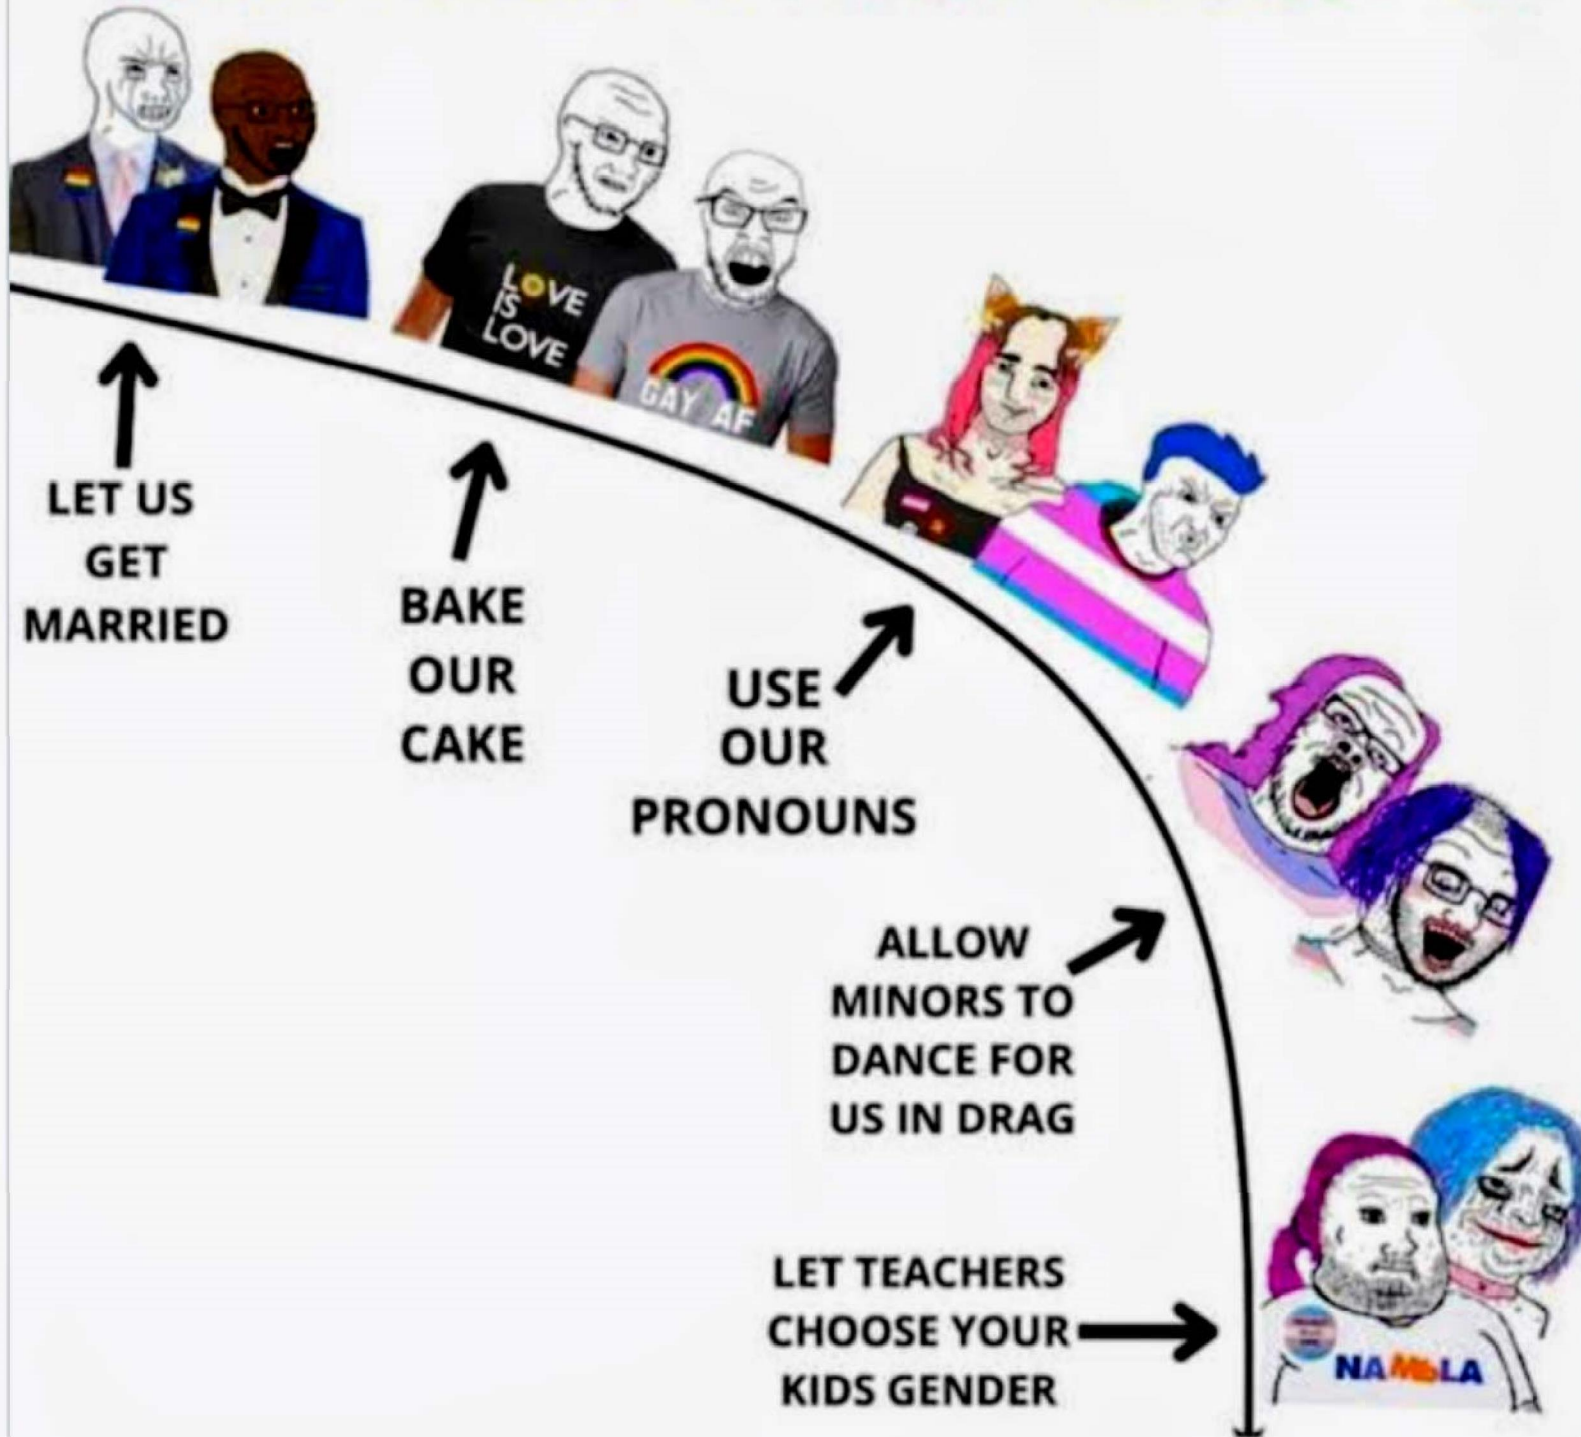 LET US
GET
MARRIED
LOVE
IS
LOVE
GAY AF
BAKE
OUR
CAKE
USE
OUR
PRONOUNS
ALLOW
MINORS TO
DANCE FOR
US IN DRAG
LET TEACHERS
CHOOSE YOUR
KIDS GENDER
NAMbLA